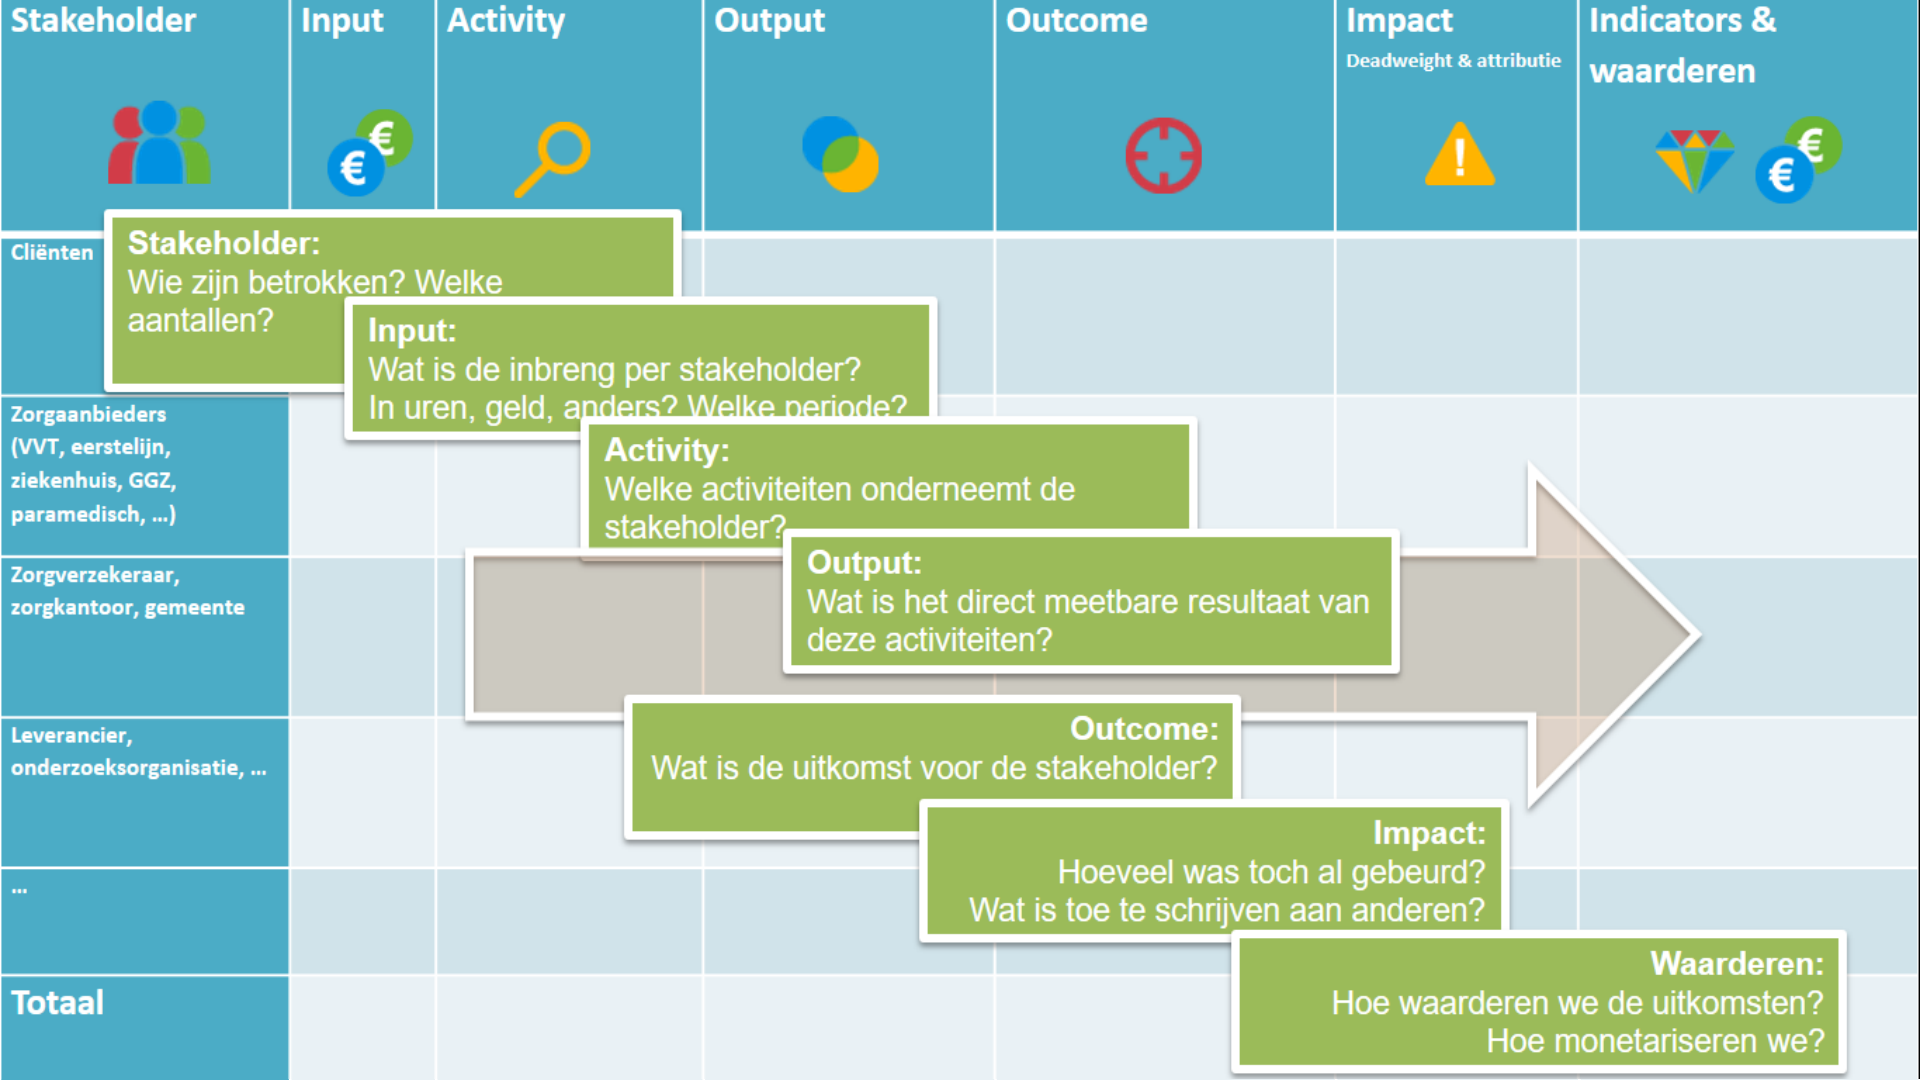 Stakeholder
Input
Activity
Output
Outcome
Impact
Deadweight & attributie
Indicators &
waarderen
€
€
!
€
€
Cliënten
Stakeholder:
Wie zijn betrokken? Welke
aantallen?
Input:
Wat is de inbreng per stakeholder?
In uren, geld, anders? Welke periode?
Zorgaanbieders
(VVT, eerstelijn,
ziekenhuis, GGZ,
paramedisch, ...)
Activity:
Welke activiteiten onderneemt de
stakeholder?
Zorgverzekeraar,
zorgkantoor, gemeente
Output:
Wat is het direct meetbare resultaat van
deze activiteiten?
Leverancier,
onderzoeksorganisatie, ...
Outcome:
Wat is de uitkomst voor de stakeholder?
Impact:
Hoeveel was toch al gebeurd?
Wat is toe te schrijven aan anderen?
...
Waarderen:
Hoe waarderen we de uitkomsten?
Hoe monetariseren we?
Totaal